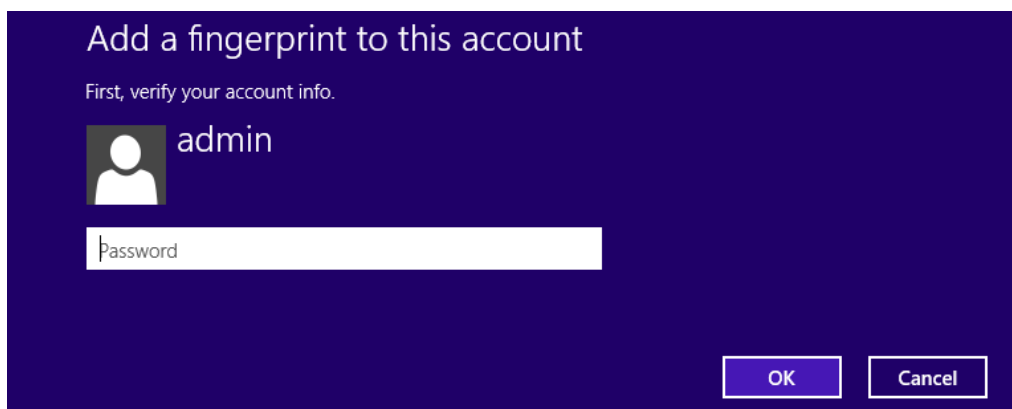 Add a fingerprint to this account
First, verify your account info.
admin
Password
OK
Cancel